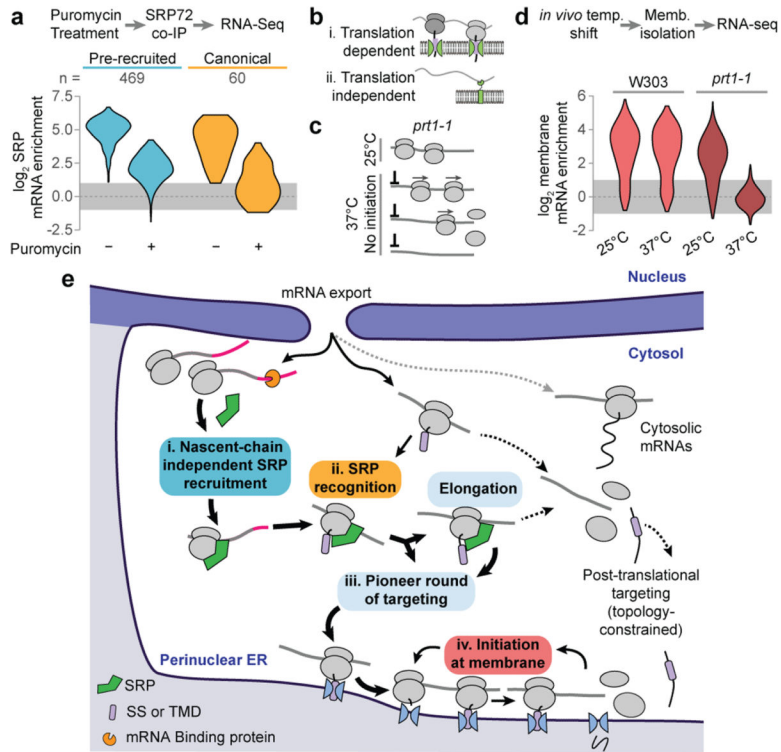 a
Puromycin Treatment
SRP72 co-IP
RNA-Seq
Pre-recruited
Canonical
n =
469
60
log2 SRP
mRNA enrichment
7.5
5.0
2.5
0.0
-2.5
Puromycin
−
+
−
+
b
i. Translation
dependent
ii. Translation
independent
c
prt1-1
25°C
37°C
No initiation
d
in vivo temp.
shift
Memb.
isolation
RNA-seq
W303
prt1-1
log2 membrane
mRNA enrichment
6
4
2
0
-2
25°C
37°C
25°C
37°C
e
Nucleus
mRNA export
Cytosol
Cytosolic
mRNAs
i. Nascent-chain
independent SRP
recruitment
ii. SRP
recognition
Elongation
iii. Pioneer round
of targeting
Post-translational
targeting
(topology-
constrained)
iv. Initiation
at membrane
Perinuclear ER
SRP
SS or TMD
mRNA Binding protein